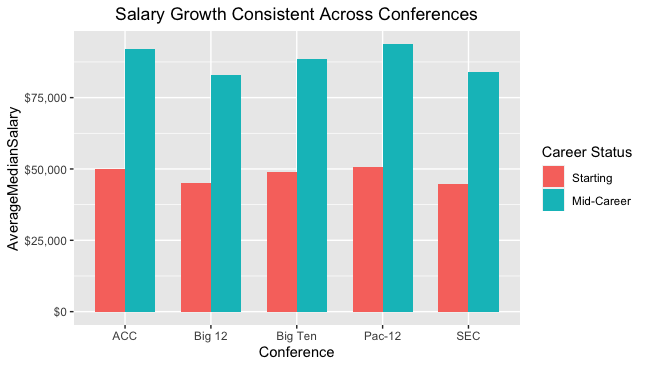 Salary Growth Consistent Across Conferences
AverageMedianSalary
$75,000
$50,000
$25,000
$0
ACC
Big 12
Big Ten
Pac-12
SEC
Conference
Career Status
Starting
Mid-Career